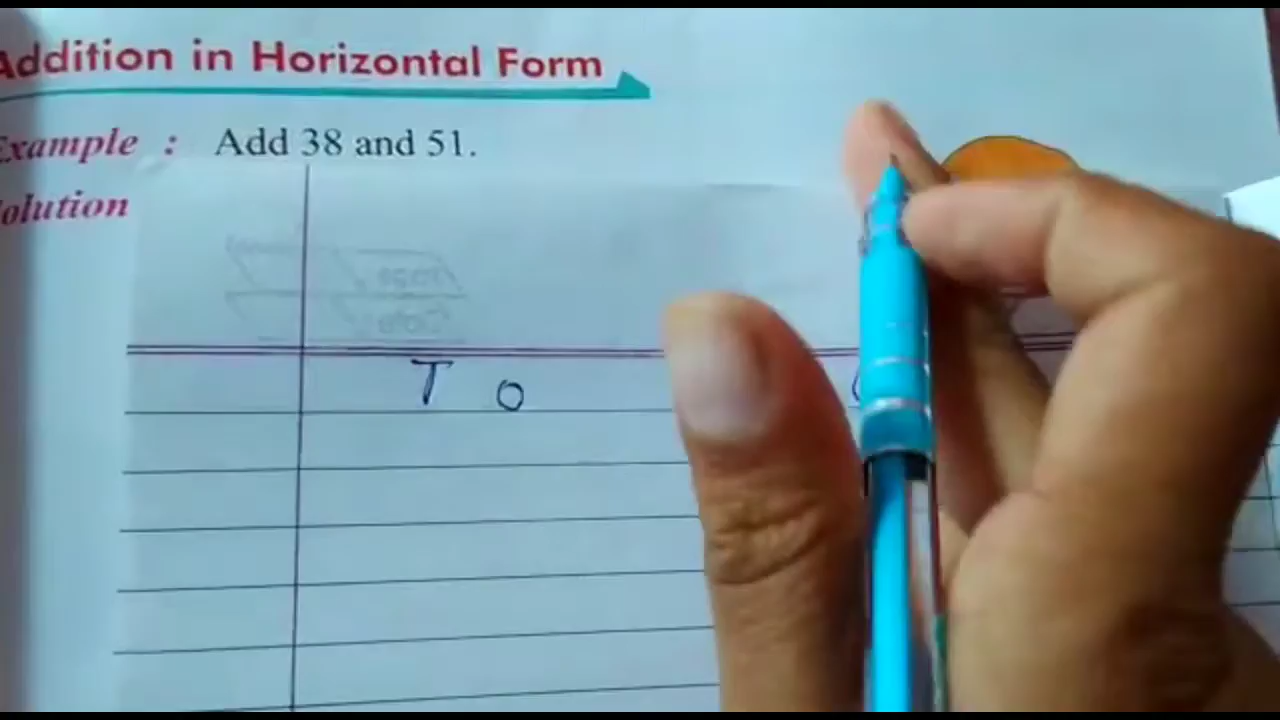 Addition in Horizontal Form
Example : Add 38 and 51.
Solution
T O